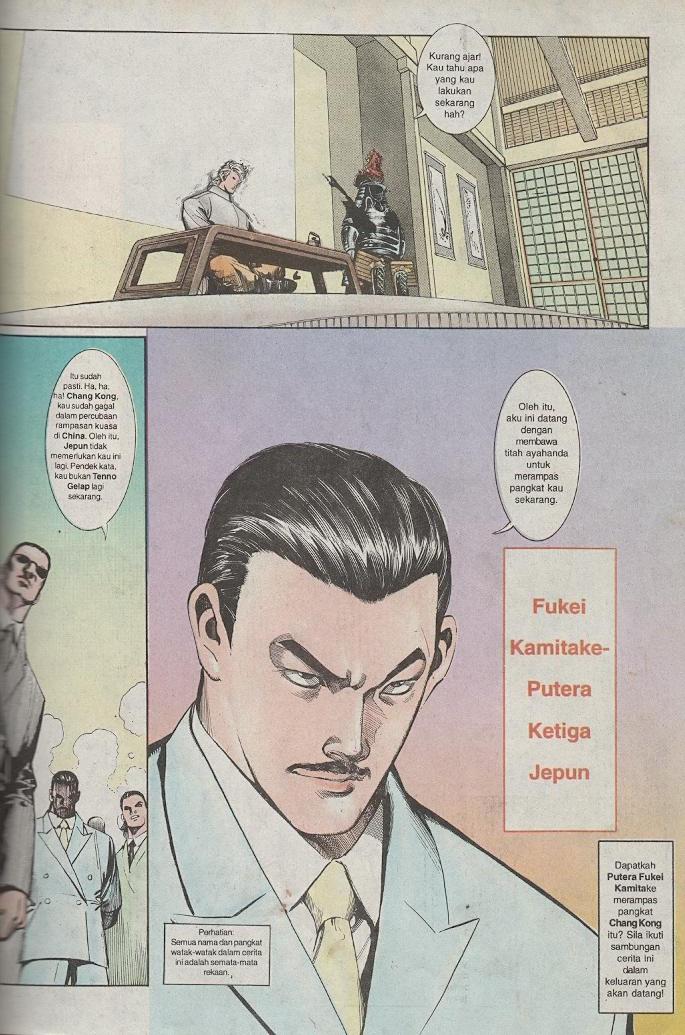 Kurang ajar!
Kau tahu apa
yang kau
lakukan
sekarang
hah?
Itu sudah
pasti. Ha, ha,
ha! Chang Kong,
kau sudah gagal
dalam percubaan
rampasan kuasa
di China. Oleh itu,
Jepun tidak
memerlukan kau ini
lagi. Pendek kata,
kau bukan Tenno
Gelap lagi
sekarang.
Oleh itu,
aku ini datang
dengan
membawa
titah ayahanda
untuk
merampas
pangkat kau
sekarang.
Fukei
Kamitake-
Putera
Ketiga
Jepun
Perhatian:
Semua nama dan pangkat
watak-watak dalam cerita
ini adalah semata-mata
rekaan.
Dapatkah
Putera Fukei
Kamitake
merampas
pangkat
Chang Kong
itu? Sila ikuti
sambungan
cerita ini
dalam
keluaran yang
akan datang!